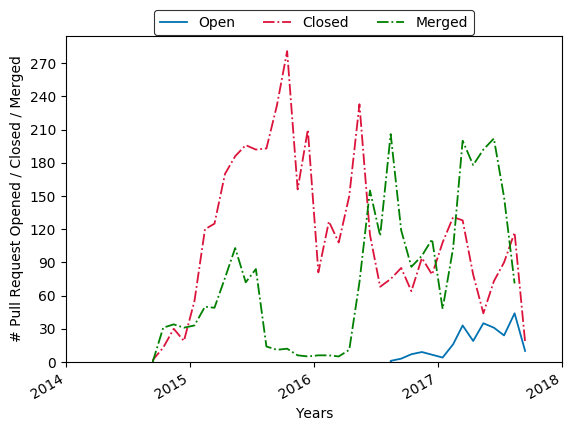 Open Closed Merged
# Pull Request Opened / Closed / Merged
270
240
210
180
150
120
90
60
30
0
2014 2015 2016 2017 2018
Years